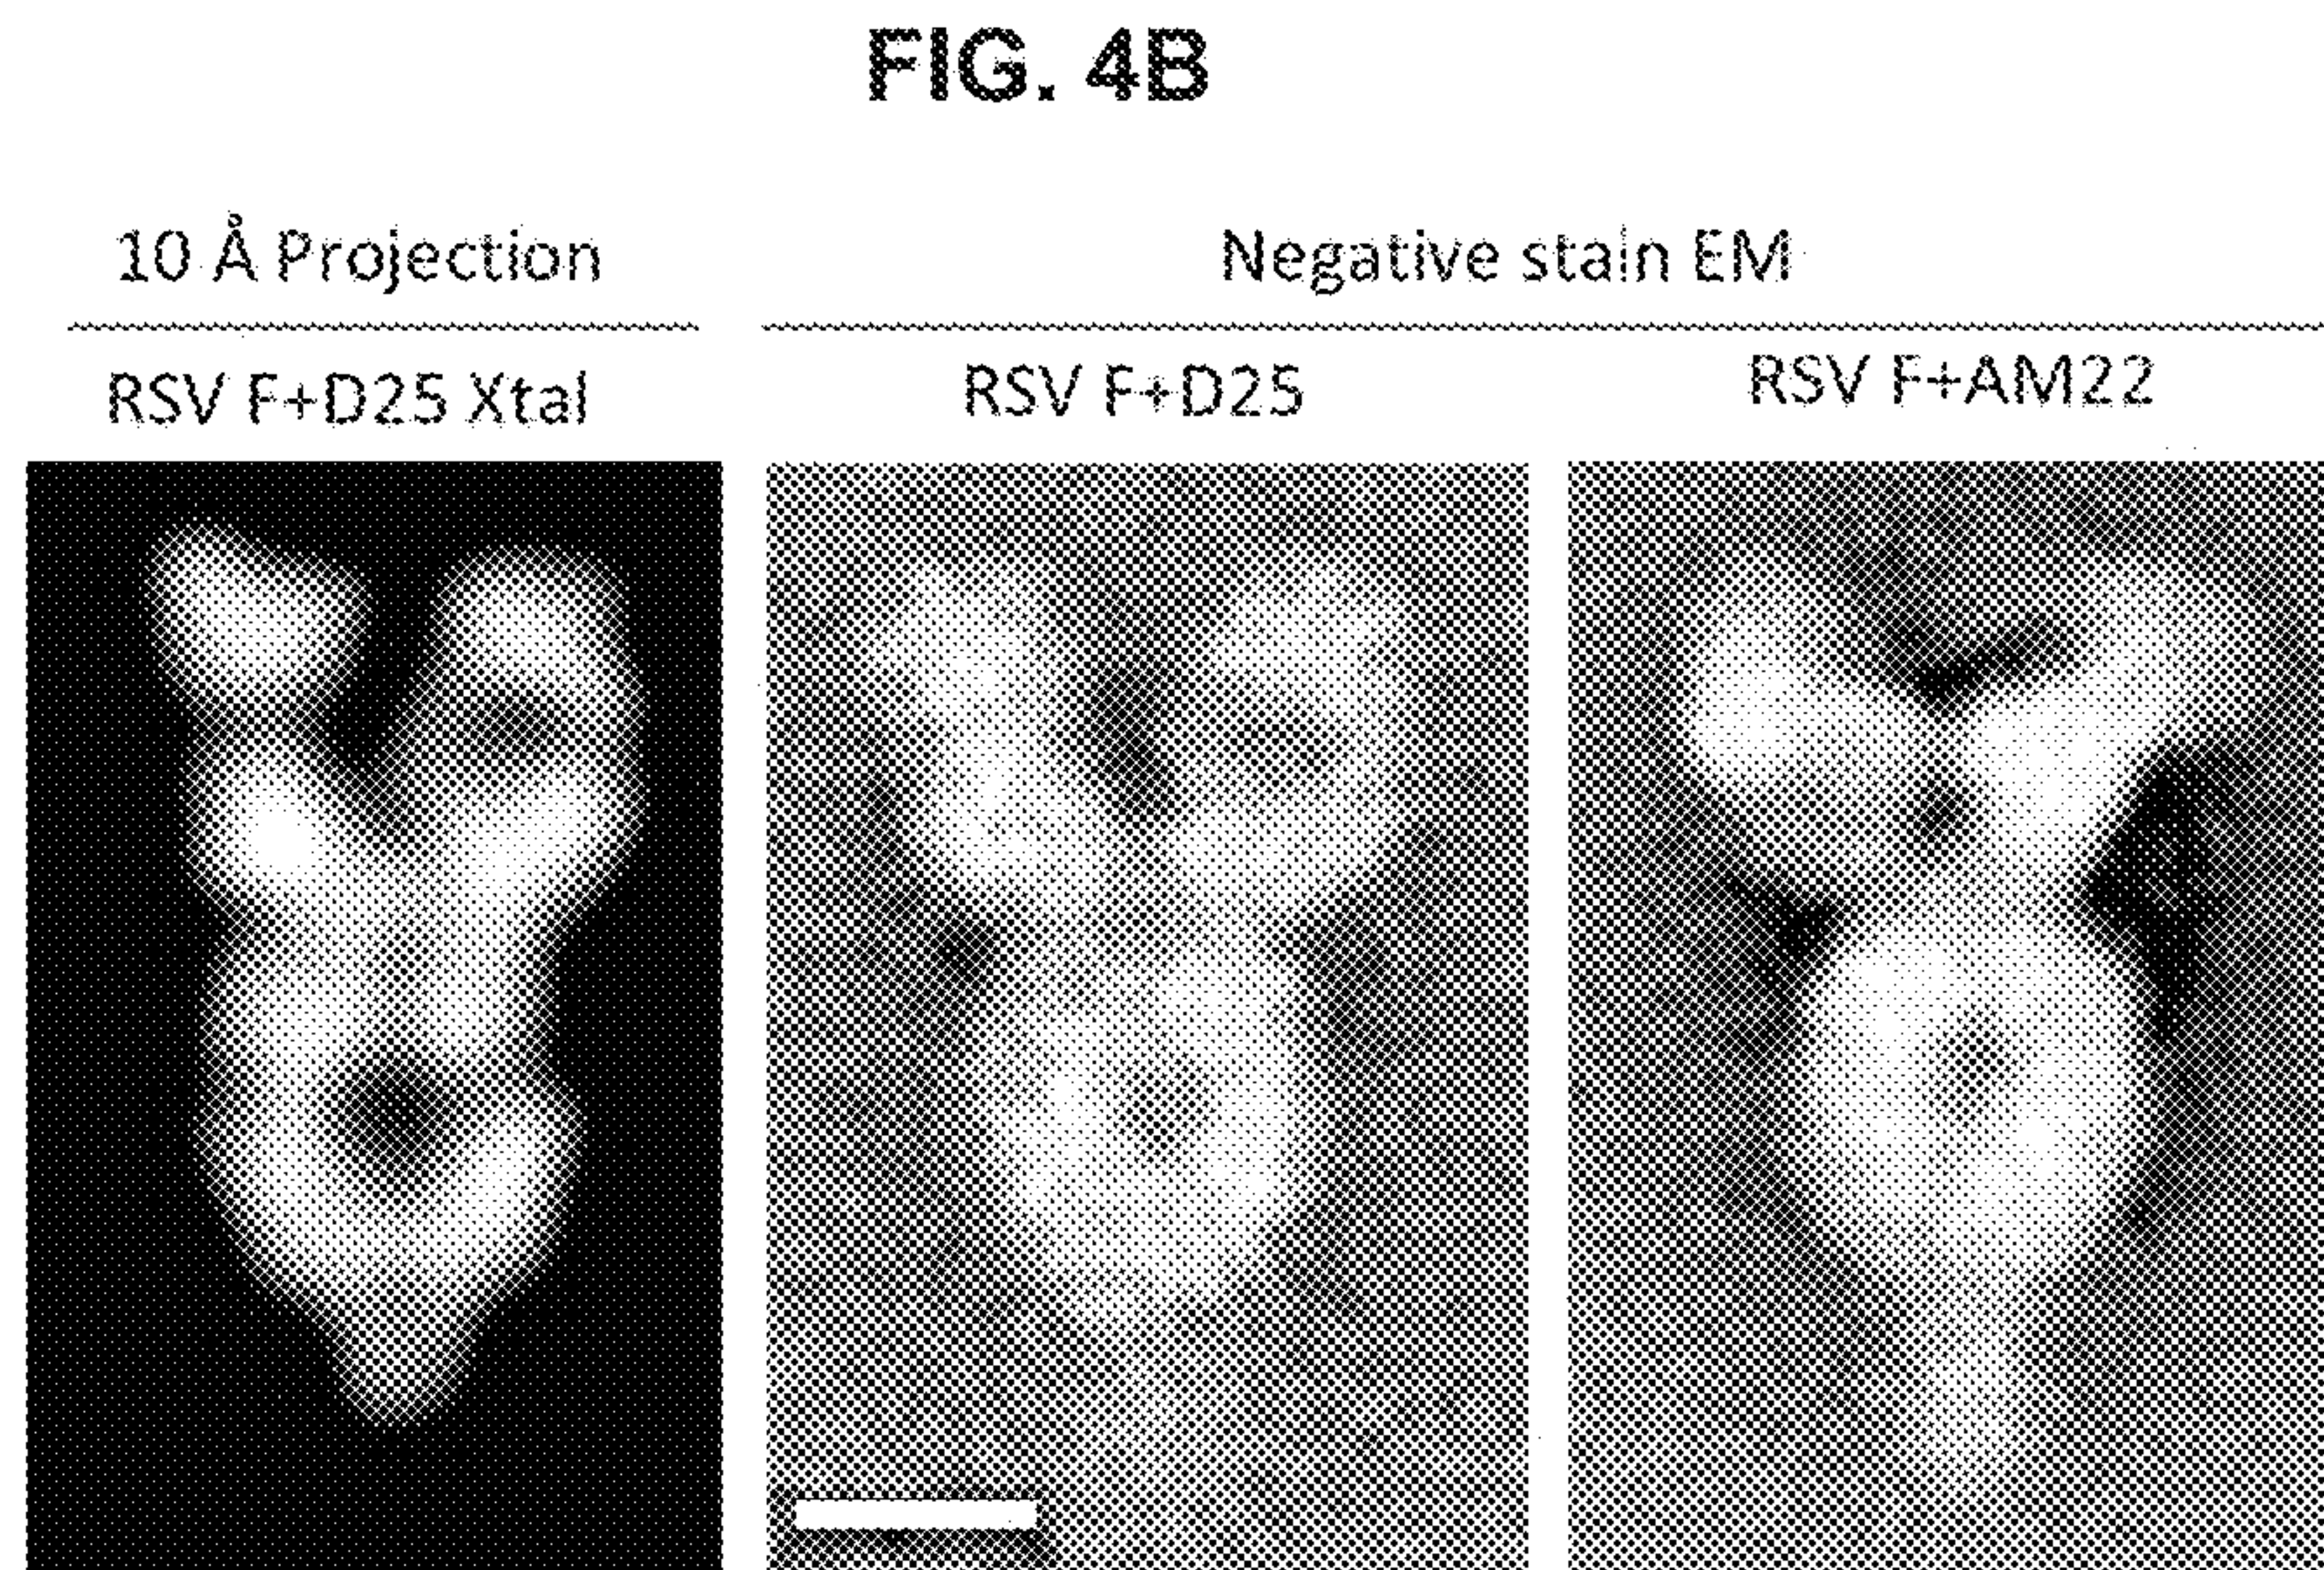 FIG. 4B
10 Å Projection
Negative stain EM
RSV F+D25 Xtal
RSV F+D25
RSV F+AM22